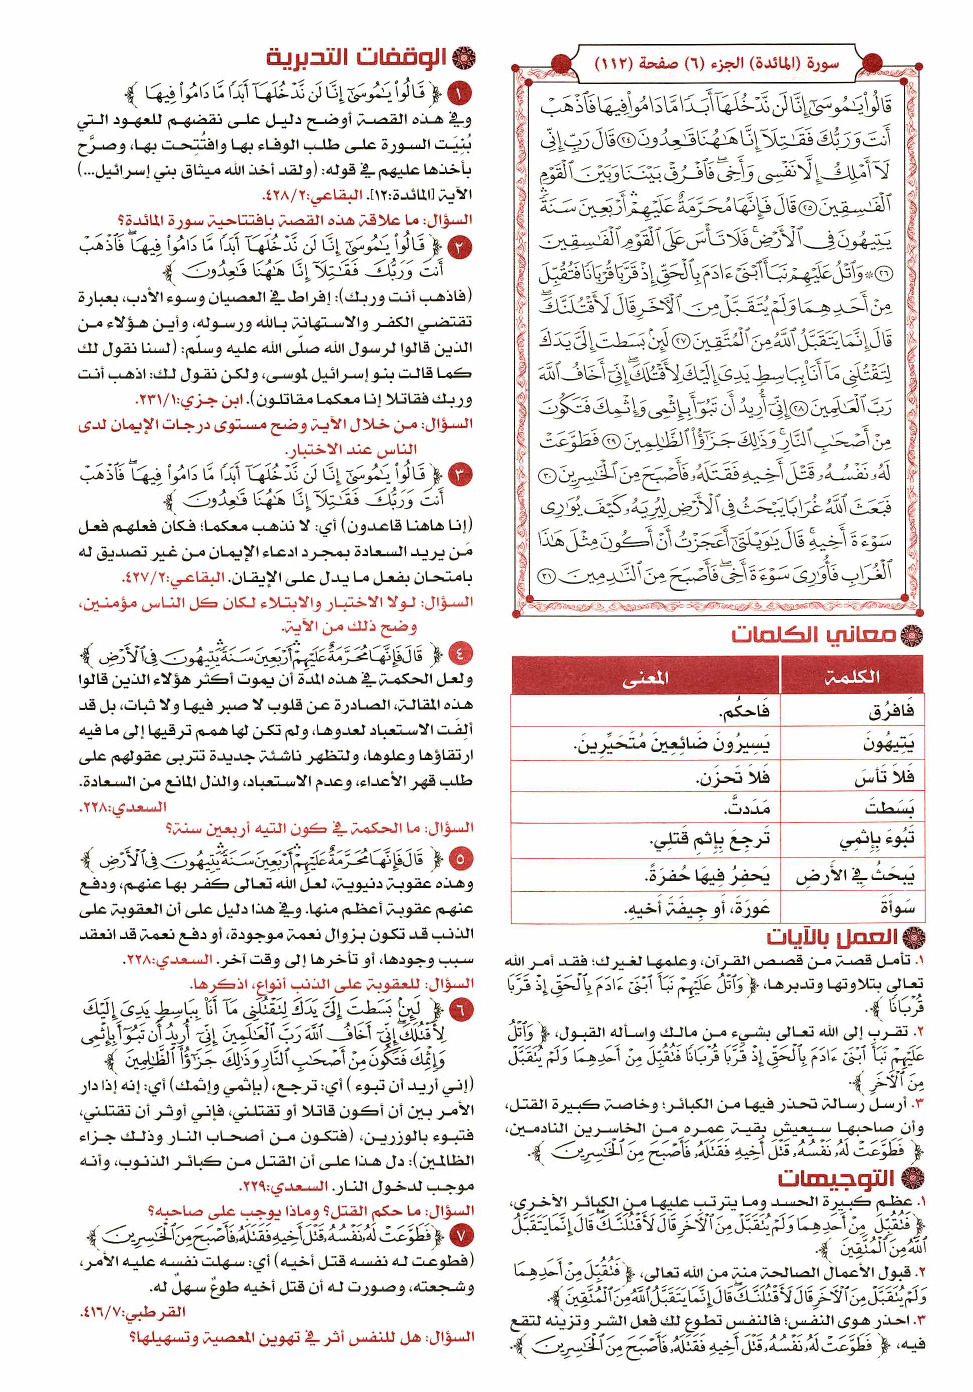 سورة (المائدة) الجزء (٦) صفحة (١١٢)
قَالُوا۟ يَـٰمُوسَىٰٓ إِنَّا لَن نَّدْخُلَهَآ أَبَدًا مَّا دَامُوا۟ فِيهَا فَٱذْهَبْ
أَنتَ وَرَبُّكَ فَقَـٰتِلَآ إِنَّا هَـٰهُنَا قَـٰعِدُونَ ﴿٢٤﴾ قَالَ رَبِّ إِنِّى
لَآ أَمْلِكُ إِلَّا نَفْسِى وَأَخِى ۖ فَٱفْرُقْ بَيْنَنَا وَبَيْنَ ٱلْقَوْمِ
ٱلْفَـٰسِقِينَ ﴿٢٥﴾ قَالَ فَإِنَّهَا مُحَرَّمَةٌ عَلَيْهِمْ ۛ أَرْبَعِينَ سَنَةً ۛ
يَتِيهُونَ فِى ٱلْأَرْضِ ۚ فَلَا تَأْسَ عَلَى ٱلْقَوْمِ ٱلْفَـٰسِقِينَ
﴿٢٦﴾ ۞ وَٱتْلُ عَلَيْهِمْ نَبَأَ ٱبْنَىْ ءَادَمَ بِٱلْحَقِّ إِذْ قَرَّبَا قُرْبَانًا فَتُقُبِّلَ
مِنْ أَحَدِهِمَا وَلَمْ يُتَقَبَّلْ مِنَ ٱلْـَٔاخَرِ قَالَ لَأَقْتُلَنَّكَ ۖ
قَالَ إِنَّمَا يَتَقَبَّلُ ٱللَّهُ مِنَ ٱلْمُتَّقِينَ ﴿٢٧﴾ لَئِنۢ بَسَطتَ إِلَىَّ يَدَكَ
لِتَقْتُلَنِى مَآ أَنَا۠ بِبَاسِطٍ يَدِىَ إِلَيْكَ لِأَقْتُلَكَ ۖ إِنِّىٓ أَخَافُ ٱللَّهَ
رَبَّ ٱلْعَـٰلَمِينَ ﴿٢٨﴾ إِنِّىٓ أُرِيدُ أَن تَبُوٓأَ بِإِثْمِى وَإِثْمِكَ فَتَكُونَ
مِنْ أَصْحَـٰبِ ٱلنَّارِ ۚ وَذَٰلِكَ جَزَٰٓؤُا۟ ٱلظَّـٰلِمِينَ ﴿٢٩﴾ فَطَوَّعَتْ
لَهُۥ نَفْسُهُۥ قَتْلَ أَخِيهِ فَقَتَلَهُۥ فَأَصْبَحَ مِنَ ٱلْخَـٰسِرِينَ ﴿٣٠﴾
فَبَعَثَ ٱللَّهُ غُرَابًا يَبْحَثُ فِى ٱلْأَرْضِ لِيُرِيَهُۥ كَيْفَ يُوَٰرِى
سَوْءَةَ أَخِيهِ ۚ قَالَ يَـٰوَيْلَتَىٰٓ أَعَجَزْتُ أَنْ أَكُونَ مِثْلَ هَـٰذَا
ٱلْغُرَابِ فَأُوَٰرِىَ سَوْءَةَ أَخِى ۖ فَأَصْبَحَ مِنَ ٱلنَّـٰدِمِينَ ﴿٣١﴾
معاني الكلمات
الكلمة المعنى
فَافرُق فَاحكُم.
يَتِيهُونَ يَسِيرُونَ ضَائِعِينَ مُتَحَيِّرِينَ.
فَلاَ تَأسَ فَلاَ تَحزَن.
بَسَطتَ مَدَدتَّ.
تَبُوءَ بِإِثمِي تَرجِعَ بِإِثمِ قَتلِي.
يَبحَثُ فِي الأَرضِ يَحفِرُ فِيهَا حُفرَةً.
سَوأَةَ عَورَةَ، أَو جِيفَةَ أَخِيهِ.
العمل بالآيات
١. تأمل قصة من قصص القرآن، وعلمها لغيرك؛ فقد أمر الله
تعالى بتلاوتها وتدبرها، ﴿ وَٱتْلُ عَلَيْهِمْ نَبَأَ ٱبْنَىْ ءَادَمَ بِٱلْحَقِّ إِذْ قَرَّبَا
قُرْبَانًا ﴾.
٢. تقرب إلى الله تعالى بشيء من مالك واسأله القبول، ﴿ وَٱتْلُ
عَلَيْهِمْ نَبَأَ ٱبْنَىْ ءَادَمَ بِٱلْحَقِّ إِذْ قَرَّبَا قُرْبَانًا فَتُقُبِّلَ مِنْ أَحَدِهِمَا وَلَمْ يُتَقَبَّلْ
مِنَ ٱلْـَٔاخَرِ ﴾.
٣. أرسل رسالة تحذر فيها من الكبائر؛ وخاصة كبيرة القتل،
وأن صاحبها سيعيش بقية عمره من الخاسرين النادمين،
﴿ فَطَوَّعَتْ لَهُۥ نَفْسُهُۥ قَتْلَ أَخِيهِ فَقَتَلَهُۥ فَأَصْبَحَ مِنَ ٱلْخَـٰسِرِينَ ﴾.
التوجيهات
١. عظم كبيرة الحسد وما يترتب عليها من الكبائر الأخرى،
﴿ فَتُقُبِّلَ مِنْ أَحَدِهِمَا وَلَمْ يُتَقَبَّلْ مِنَ ٱلْـَٔاخَرِ قَالَ لَأَقْتُلَنَّكَ ۖ قَالَ إِنَّمَا يَتَقَبَّلُ
ٱللَّهُ مِنَ ٱلْمُتَّقِينَ ﴾.
٢. قبول الأعمال الصالحة منة من الله تعالى، ﴿ فَتُقُبِّلَ مِنْ أَحَدِهِمَا
وَلَمْ يُتَقَبَّلْ مِنَ ٱلْـَٔاخَرِ قَالَ لَأَقْتُلَنَّكَ ۖ قَالَ إِنَّمَا يَتَقَبَّلُ ٱللَّهُ مِنَ ٱلْمُتَّقِينَ ﴾.
٣. احذر هوى النفس؛ فالنفس تطوع لك فعل الشر وتزينه لتقع
فيه، ﴿ فَطَوَّعَتْ لَهُۥ نَفْسُهُۥ قَتْلَ أَخِيهِ فَقَتَلَهُۥ فَأَصْبَحَ مِنَ ٱلْخَـٰسِرِينَ ﴾.
الوقفات التدبرية
١ ﴿ قَالُوا۟ يَـٰمُوسَىٰٓ إِنَّا لَن نَّدْخُلَهَآ أَبَدًا مَّا دَامُوا۟ فِيهَا ﴾
وفي هذه القصة أوضح دليل على نقضهم للعهود التي
بُنِيَت السورة على طلب الوفاء بها وافتُتِحت بها، وصرَّح
بأخذها عليهم في قوله: (ولقد أخذ الله ميثاق بني إسرائيل...)
الآية [المائدة:١٢]. البقاعي:٤٢٨/٢.
السؤال: ما علاقة هذه القصة بافتتاحية سورة المائدة؟
٢ ﴿ قَالُوا۟ يَـٰمُوسَىٰٓ إِنَّا لَن نَّدْخُلَهَآ أَبَدًا مَّا دَامُوا۟ فِيهَا ۖ فَٱذْهَبْ
أَنتَ وَرَبُّكَ فَقَـٰتِلَآ إِنَّا هَـٰهُنَا قَـٰعِدُونَ ﴾
(فاذهب أنت وربك): إفراط في العصيان وسوء الأدب، بعبارة
تقتضي الكفر والاستهانة بالله ورسوله، وأين هؤلاء من
الذين قالوا لرسول الله صلّى الله عليه وسلّم: (لسنا نقول لك
كما قالت بنو إسرائيل لموسى، ولكن نقول لك: اذهب أنت
وربك فقاتلا إنا معكما مقاتلون). ابن جزي:٢٣١/١.
السؤال: من خلال الآية وضح مستوى درجات الإيمان لدى
الناس عند الاختبار.
٣ ﴿ قَالُوا۟ يَـٰمُوسَىٰٓ إِنَّا لَن نَّدْخُلَهَآ أَبَدًا مَّا دَامُوا۟ فِيهَا ۖ فَٱذْهَبْ
أَنتَ وَرَبُّكَ فَقَـٰتِلَآ إِنَّا هَـٰهُنَا قَـٰعِدُونَ ﴾
(إنا هاهنا قاعدون) أي: لا نذهب معكما؛ فكان فعلهم فعل
مَن يريد السعادة بمجرد ادعاء الإيمان من غير تصديق له
بامتحان بفعل ما يدل على الإيقان. البقاعي:٤٢٧/٢.
السؤال: لولا الاختبار والابتلاء لكان كل الناس مؤمنين،
وضح ذلك من الآية.
٤ ﴿ قَالَ فَإِنَّهَا مُحَرَّمَةٌ عَلَيْهِمْ ۛ أَرْبَعِينَ سَنَةً ۛ يَتِيهُونَ فِى ٱلْأَرْضِ ﴾
ولعل الحكمة في هذه المدة أن يموت أكثر هؤلاء الذين قالوا
هذه المقالة، الصادرة عن قلوب لا صبر فيها ولا ثبات، بل قد
ألِفَت الاستعباد لعدوها، ولم تكن لها همم ترقيها إلى ما فيه
ارتقاؤها وعلوها، ولتظهر ناشئة جديدة تتربى عقولهم على
طلب قهر الأعداء، وعدم الاستعباد، والذل المانع من السعادة.
السعدي:٢٢٨.
السؤال: ما الحكمة في كون التيه أربعين سنة؟
٥ ﴿ قَالَ فَإِنَّهَا مُحَرَّمَةٌ عَلَيْهِمْ ۛ أَرْبَعِينَ سَنَةً ۛ يَتِيهُونَ فِى ٱلْأَرْضِ ﴾
وهذه عقوبة دنيوية، لعل الله تعالى كفر بها عنهم، ودفع
عنهم عقوبة أعظم منها. وفي هذا دليل على أن العقوبة على
الذنب قد تكون بزوال نعمة موجودة، أو دفع نعمة قد انعقد
سبب وجودها، أو تأخرها إلى وقت آخر. السعدي:٢٢٨.
السؤال: للعقوبة على الذنب أنواع، اذكرها.
٦ ﴿ لَئِنۢ بَسَطتَ إِلَىَّ يَدَكَ لِتَقْتُلَنِى مَآ أَنَا۠ بِبَاسِطٍ يَدِىَ إِلَيْكَ
لِأَقْتُلَكَ ۖ إِنِّىٓ أَخَافُ ٱللَّهَ رَبَّ ٱلْعَـٰلَمِينَ إِنِّىٓ أُرِيدُ أَن تَبُوٓأَ بِإِثْمِى
وَإِثْمِكَ فَتَكُونَ مِنْ أَصْحَـٰبِ ٱلنَّارِ وَذَٰلِكَ جَزَٰٓؤُا۟ ٱلظَّـٰلِمِينَ ﴾
(إني أريد أن تبوء ) أي: ترجع، (بإثمي وإثمك) أي: إنه إذا دار
الأمر بين أن أكون قاتلا أو تقتلني، فإني أوثر أن تقتلني،
فتبوء بالوزرين، (فتكون من أصحاب النار وذلك جزاء
الظالمين): دل هذا على أن القتل من كبائر الذنوب، وأنه
موجب لدخول النار. السعدي:٢٢٩.
السؤال: ما حكم القتل؟ وماذا يوجب على صاحبه؟
٧ ﴿ فَطَوَّعَتْ لَهُۥ نَفْسُهُۥ قَتْلَ أَخِيهِ فَقَتَلَهُۥ فَأَصْبَحَ مِنَ ٱلْخَـٰسِرِينَ ﴾
(فطوعت له نفسه قتل أخيه) أي: سهلت نفسه عليه الأمر،
وشجعته، وصورت له أن قتل أخيه طوعٌ سهلٌ له.
القرطبي:٤١٦/٧.
السؤال: هل للنفس أثر في تهوين المعصية وتسهيلها؟